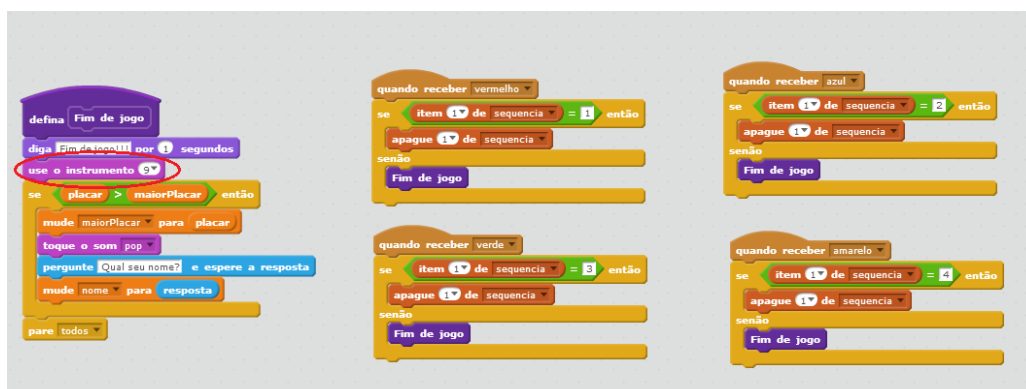 defina Fim de jogo
diga Fim de jogo!!! por 1 segundos
use o instrumento 9
se placar > maiorPlacar então
mude maiorPlacar para placar
toque o som pop
pergunte Qual seu nome? e espere a resposta
mude nome para resposta
pare todos
quando receber vermelho
se item 1 de sequencia = 1 então
apague 1 de sequencia
senão
Fim de jogo
quando receber verde
se item 1 de sequencia = 3 então
apague 1 de sequencia
senão
Fim de jogo
quando receber azul
se item 1 de sequencia = 2 então
apague 1 de sequencia
senão
Fim de jogo
quando receber amarelo
se item 1 de sequencia = 4 então
apague 1 de sequencia
senão
Fim de jogo